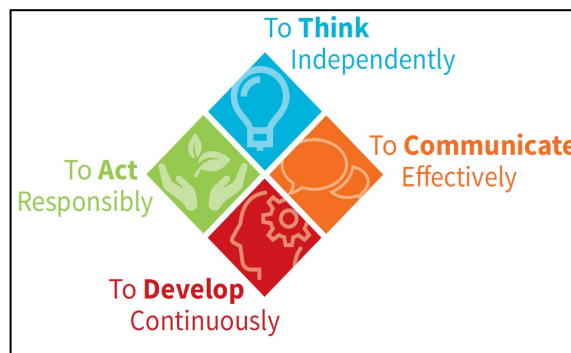 To Think
Independently
To Communicate
Effectively
To Act
Responsibly
To Develop
Continuously